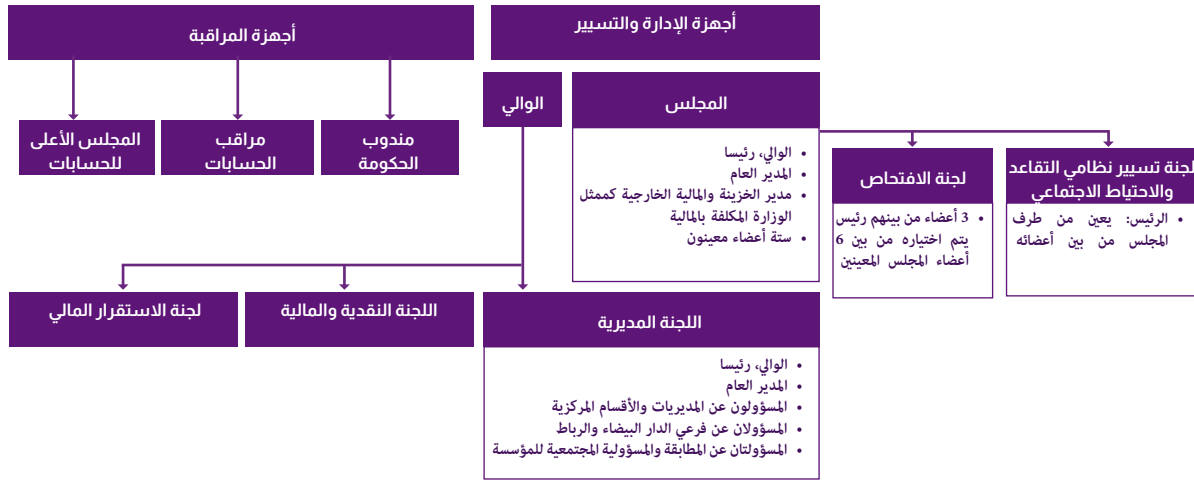 أجهزة الإدارة والتسيير
أجهزة المراقبة
المجلس
• الوالي، رئيسا
• المدير العام
• مدير الخزينة والمالية الخارجية كممثل
الوزارة المكلفة بالمالية
• ستة أعضاء معينون
الوالي
مندوب
الحكومة
مراقب
الحسابات
المجلس الأعلى
للحسابات
لجنة تسيير نظامي التقاعد
والاحتياط الاجتماعي
• الرئيس: يعين من طرف
المجلس من بين أعضائه
لجنة الافتحاص
• 3 أعضاء من بينهم رئيس
يتم اختياره من بين 6
أعضاء المجلس المعينين
اللجنة المديرية
• الوالي، رئيسا
• المدير العام
• المسؤولون عن المديريات والأقسام المركزية
• المسؤولان عن فرعي الدار البيضاء والرباط
• المسؤولتان عن المطابقة والمسؤولية المجتمعية للمؤسسة
اللجنة النقدية والمالية
لجنة الاستقرار المالي